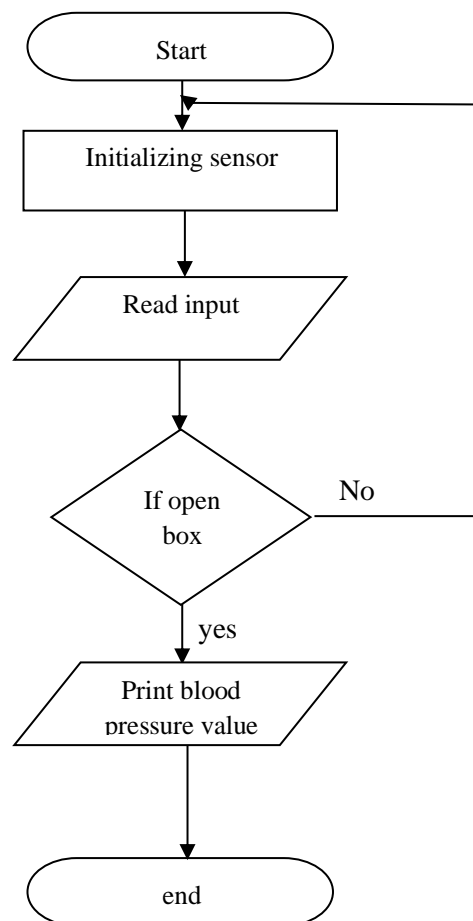 Start
Initializing sensor
Read input
If open
box
No
yes
Print blood
pressure value
end